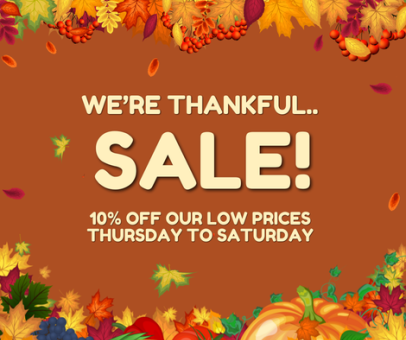 WE'RE THANKFUL..
SALE!
10% OFF OUR LOW PRICES
THURSDAY TO SATURDAY